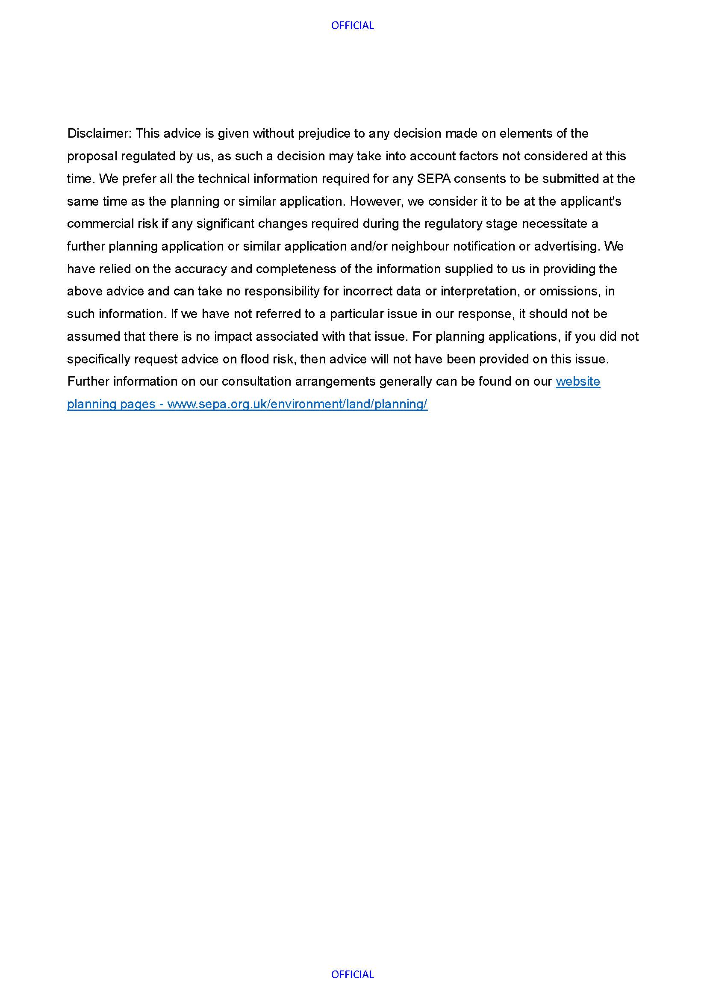 OFFICIAL
Disclaimer: This advice is given without prejudice to any decision made on elements of the
proposal regulated by us, as such a decision may take into account factors not considered at this
time. We prefer all the technical information required for any SEPA consents to be submitted at the
same time as the planning or similar application. However, we consider it to be at the applicant's
commercial risk if any significant changes required during the regulatory stage necessitate a
further planning application or similar application and/or neighbour notification or advertising. We
have relied on the accuracy and completeness of the information supplied to us in providing the
above advice and can take no responsibility for incorrect data or interpretation, or omissions, in
such information. If we have not referred to a particular issue in our response, it should not be
assumed that there is no impact associated with that issue. For planning applications, if you did not
specifically request advice on flood risk, then advice will not have been provided on this issue.
Further information on our consultation arrangements generally can be found on our website
planning pages - www.sepa.org.uk/environment/land/planning/
OFFICIAL